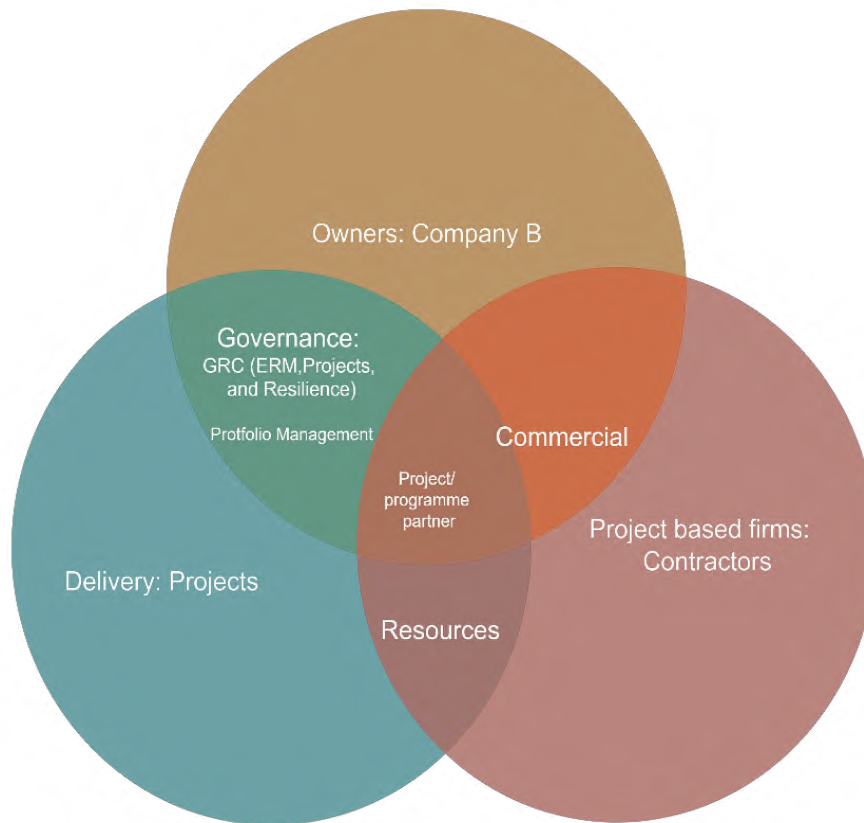 Owners: Company B
Governance:
GRC (ERM,Projects,
and Resilience)
Protfolio Management
Commercial
Project/
programme
partner
Project based firms:
Contractors
Delivery: Projects
Resources